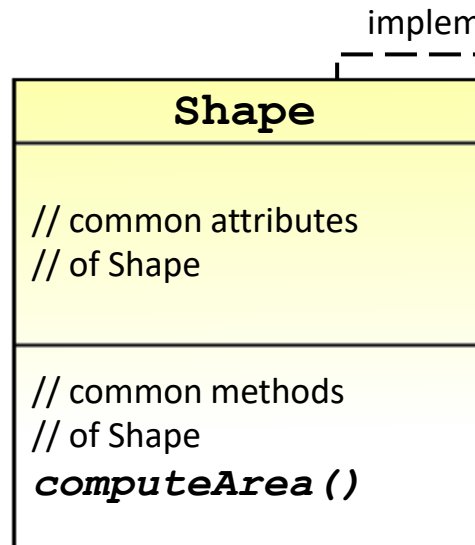 implem
Shape
// common attributes
// of Shape
// common methods
// of Shape
computeArea()